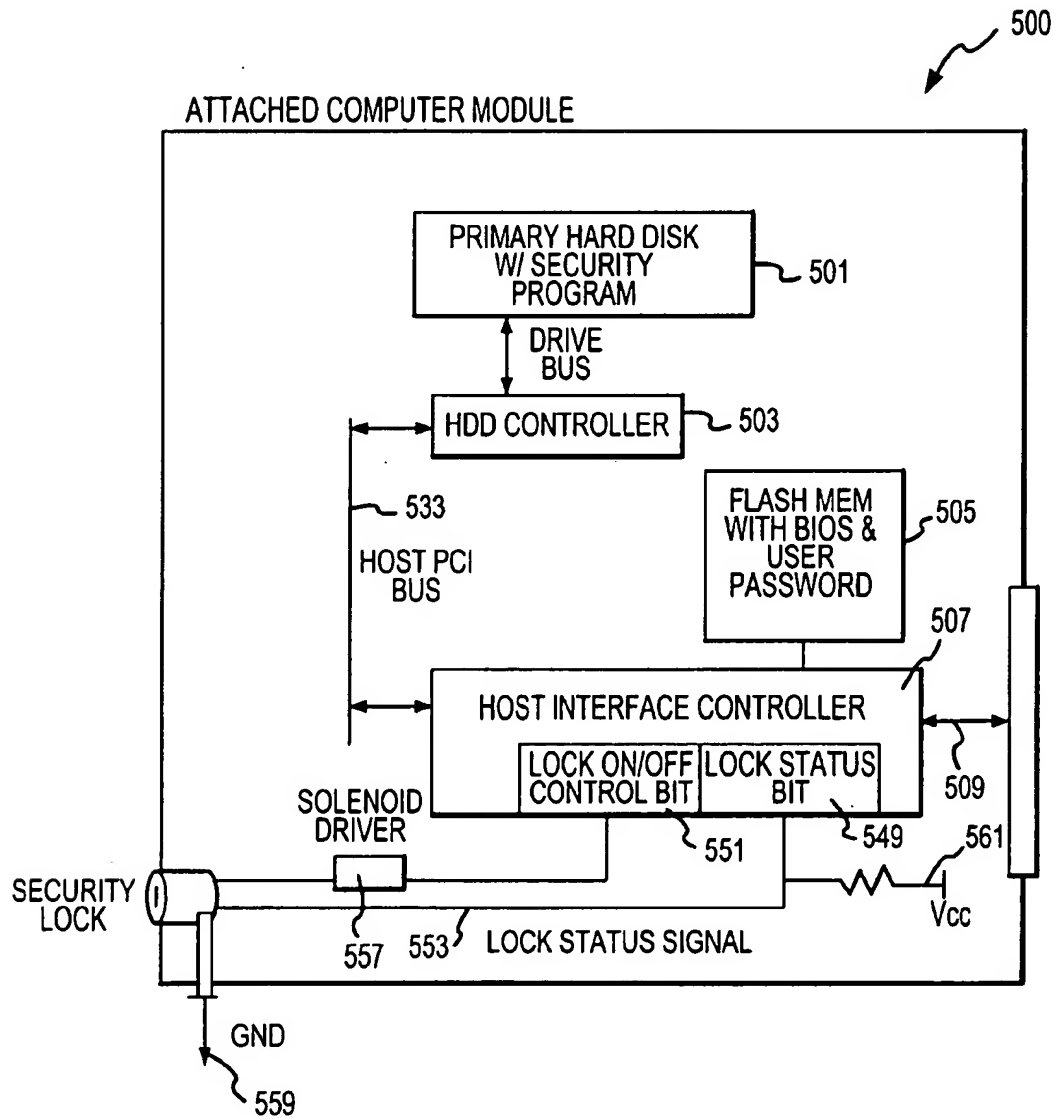 500
ATTACHED COMPUTER MODULE
PRIMARY HARD DISK
W/ SECURITY
PROGRAM
501
DRIVE
BUS
HDD CONTROLLER
503
533
HOST PCI
BUS
FLASH MEM
WITH BIOS &
USER
PASSWORD
505
507
HOST INTERFACE CONTROLLER
LOCK ON/OFF
CONTROL BIT
LOCK STATUS
BIT
509
SOLENOID
DRIVER
551
549
561
SECURITY
LOCK
VCC
557
553
LOCK STATUS SIGNAL
GND
559